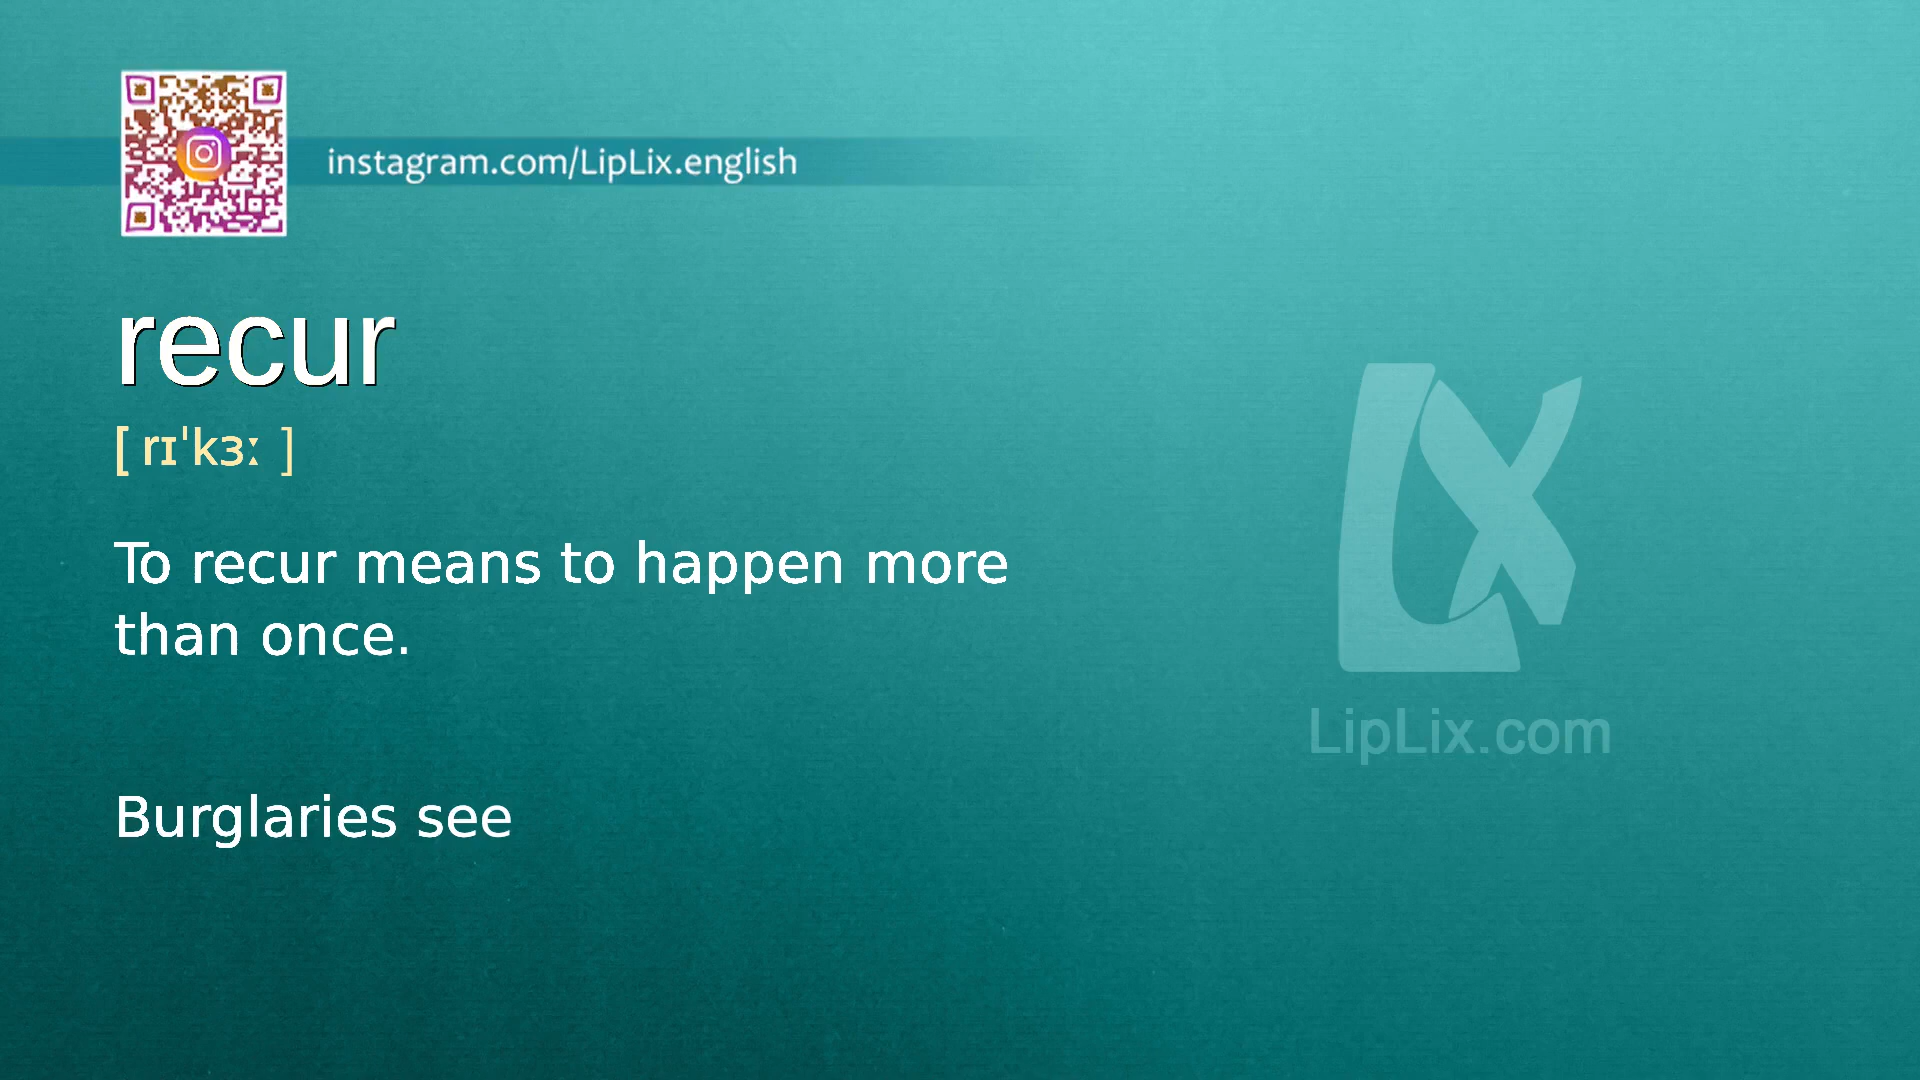 instagram.com/LipLix.english
recur
[ rɪˈkɜː ]
To recur means to happen more
than once.
Burglaries see
LipLix.com